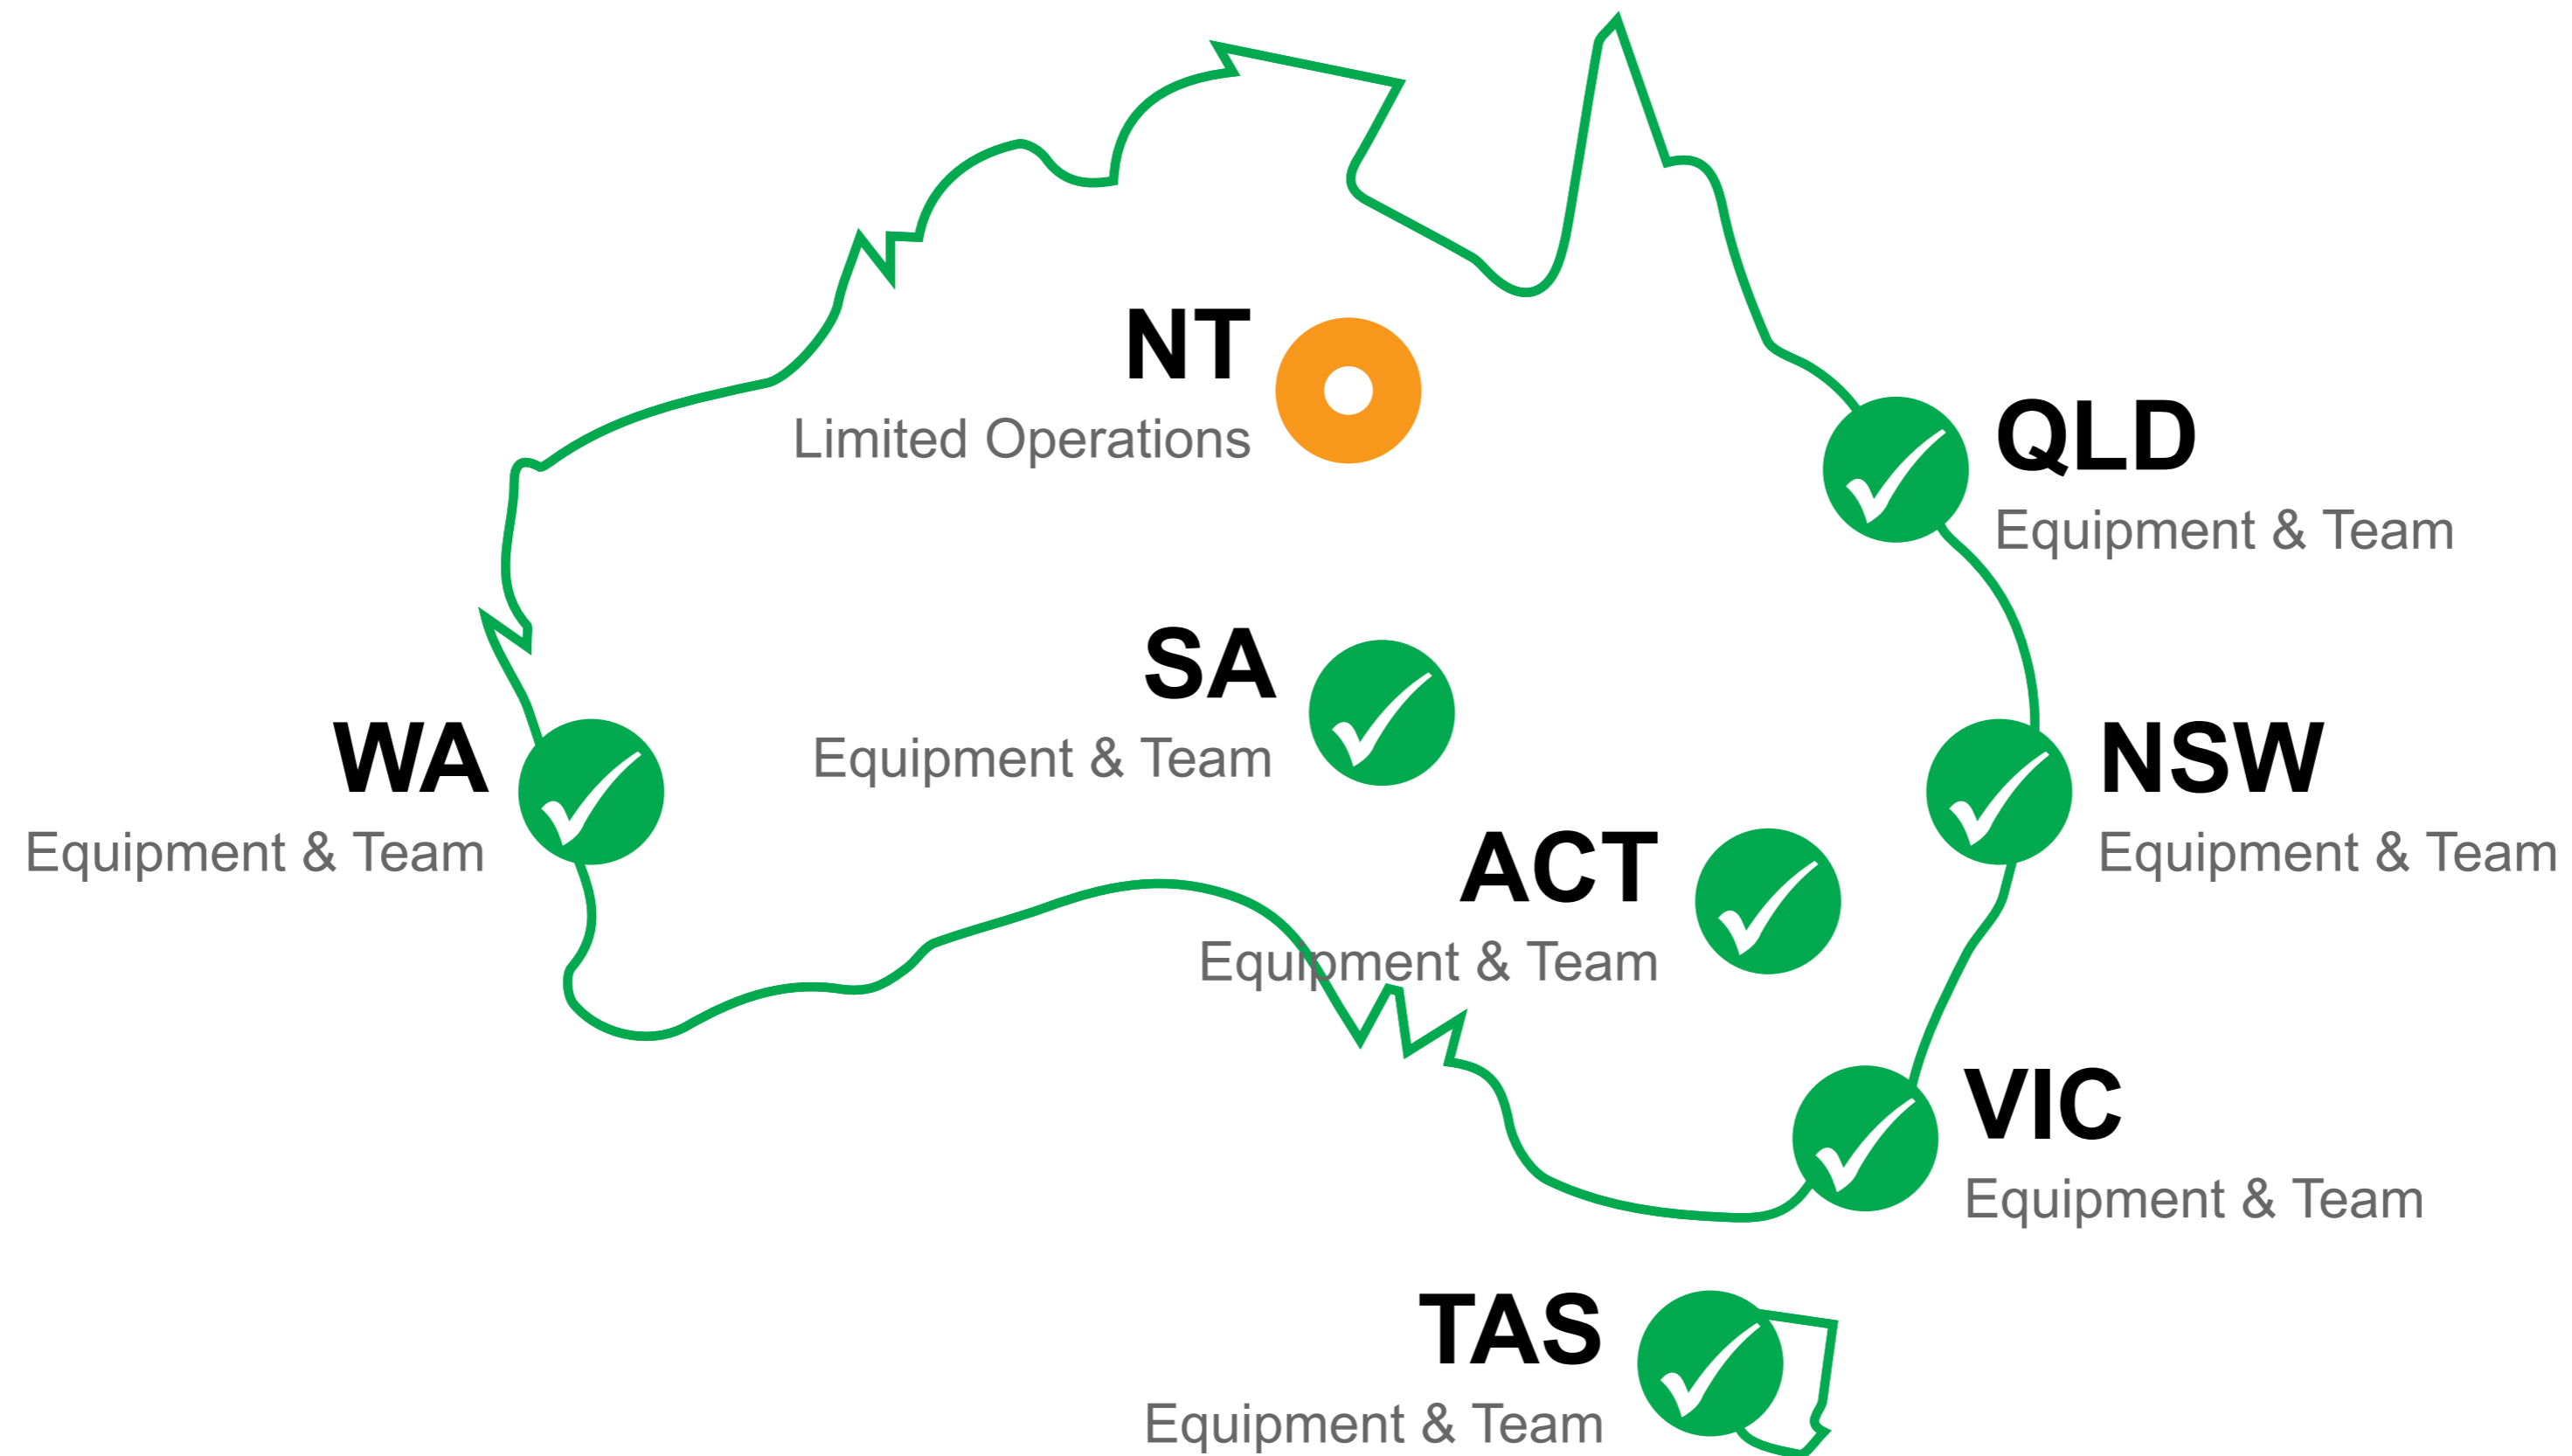 NT
Limited Operations
QLD
Equipment & Team
SA
Equipment & Team
WA
Equipment & Team
NSW
Equipment & Team
ACT
Equipment & Team
VIC
Equipment & Team
TAS
Equipment & Team